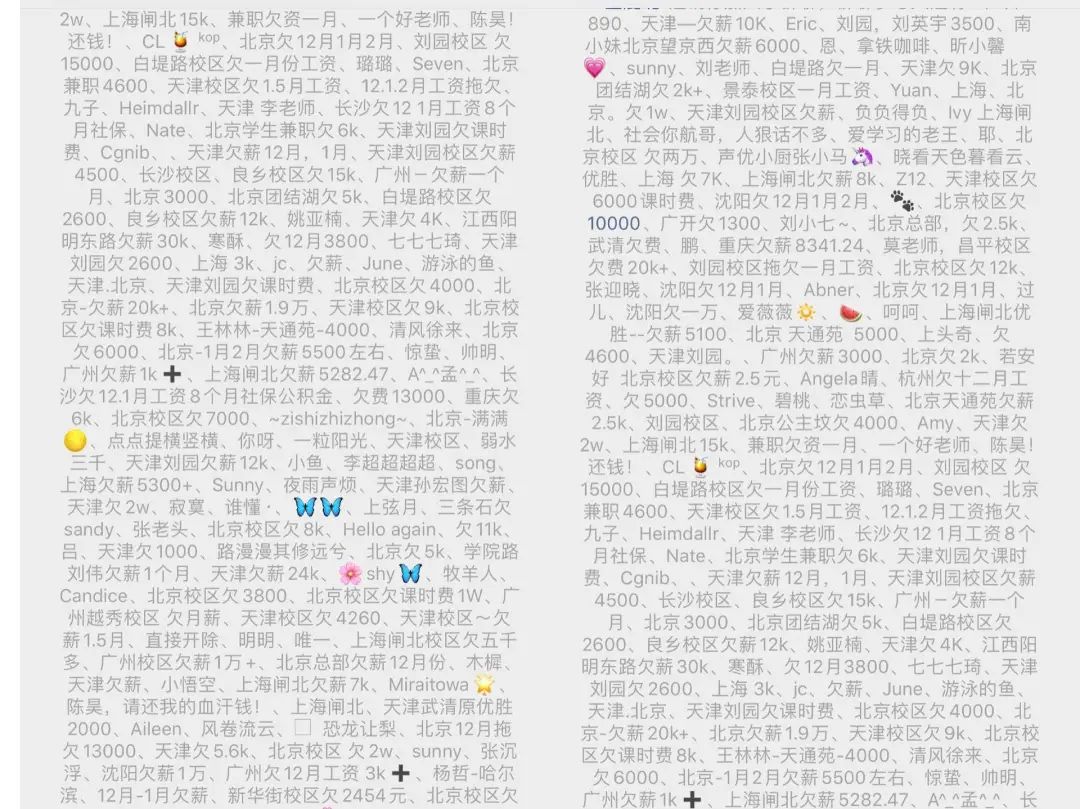 2w、上海闸北15k、兼职欠资一月、一个好老师、陈昊！
还钱！、CL🍹kop、北京欠12月1月2月、刘园校区 欠
15000、白堤路校区欠一月份工资、璐璐、Seven、北京
兼职4600、天津校区欠1.5月工资、12.1.2月工资拖欠、
九子、Heimdallr、天津 李老师、长沙欠12 1月工资8个
月社保、Nate、北京学生兼职欠6k、天津刘园欠课时
费、Cgnib、、天津欠薪12月，1月、天津刘园校区欠薪
4500、长沙校区、良乡校区欠15k、广州－欠薪一个
月、北京3000、北京团结湖欠5k、白堤路校区欠
2600、良乡校区欠薪12k、姚亚楠、天津欠4K、江西阳
明东路欠薪30k、寒酥、欠12月3800、七七七琦、天津
刘园欠2600、上海 3k、jc、欠薪、June、游泳的鱼、
天津.北京、天津刘园欠课时费、北京校区欠4000、北
京-欠薪20k+、北京欠薪1.9万、天津校区欠9k、北京校
区欠课时费8k、王林林-天通苑-4000、清风徐来、北京
欠6000、北京-1月2月欠薪5500左右、惊蛰、帅明、
广州欠薪1k➕、上海闸北欠薪5282.47、A^_^孟^_^、长
沙欠12.1月工资8个月社保公积金、欠费13000、重庆欠
6k、北京校区欠7000、~zishizhizhong~、北京-满满
🌕、点点提横竖横、你呀、一粒阳光、天津校区、弱水
三千、天津刘园欠薪12k、小鱼、李超超超超、song、
上海欠薪5300+、Sunny、夜雨声烦、天津孙宏图欠薪、
天津欠2w、寂寞、谁懂·、🦋🦋、上弦月、三条石欠
sandy、张老头、北京校区欠8k、Hello again、欠11k、
吕、天津欠1000、路漫漫其修远兮、北京欠5k、学院路
刘伟欠薪1个月、天津欠薪24k、🌸shy🦋、牧羊人、
Candice、北京校区欠3800、北京校区欠课时费1W、广
州越秀校区 欠月薪、天津校区欠4260、天津校区～欠
薪1.5月、直接开除、明明、唯一、上海闸北校区欠五千
多、广州校区欠薪1万+、北京总部欠薪12月份、木樨、
天津欠薪、小悟空、上海闸北欠薪7k、Miraitowa🌟、
陈昊，请还我的血汗钱！、上海闸北、天津武清原优胜
2000、Aileen、风卷流云、恐龙让梨、北京12月拖
欠13000、天津欠5.6k、北京校区 欠2w、sunny、张沉
浮、沈阳欠薪1万、广州欠12月工资 3k➕、杨哲-哈尔
滨、12月-1月欠薪、新华街校区欠2454元、北京校区欠
890、天津—欠薪10K、Eric、刘园，刘英宇3500、南
小妹北京望京西欠薪6000、恩、拿铁咖啡、昕小馨
💗、sunny、刘老师、白堤路欠一月、天津欠9K、北京
团结湖欠2k+、景泰校区一月工资、Yuan、上海、北
京。欠1w、天津刘园校区欠薪、负负得负、Ivy上海闸
北、社会你航哥，人狠话不多、爱学习的老王、耶、北
京校区 欠两万、声优小厨张小马🦄、晓看天色暮看云、
优胜、上海 欠7K、上海闸北欠薪8k、Z12、天津校区欠
6000课时费、沈阳欠12月1月2月、🐾、北京校区欠
10000、广开欠1300、刘小七~、北京总部，欠2.5k、
武清欠费、鹏、重庆欠薪8341.24、莫老师，昌平校区
欠费20k+、刘园校区拖欠一月工资、北京校区欠12k、
张迎晓、沈阳欠12月1月、Abner、北京欠12月1月、过
儿、沈阳欠一万、爱薇薇☀️、🍉、呵呵、上海闸北优
胜--欠薪5100、北京 天通苑 5000、上头奇、欠
4600、天津刘园。、广州欠薪3000、北京欠2k、若安
好 北京校区欠薪2.5元、Angela晴、杭州欠十二月工
资、欠5000、Strive、碧桃、恋虫草、北京天通苑欠薪
2.5k、刘园校区、北京公主坟欠4000、Amy、天津欠
2w、上海闸北15k、兼职欠资一月、一个好老师、陈昊！
还钱！、CL🍹kop、北京欠12月1月2月、刘园校区 欠
15000、白堤路校区欠一月份工资、璐璐、Seven、北京
兼职4600、天津校区欠1.5月工资、12.1.2月工资拖欠、
九子、Heimdallr、天津 李老师、长沙欠12 1月工资8个
月社保、Nate、北京学生兼职欠6k、天津刘园欠课时
费、Cgnib、、天津欠薪12月，1月、天津刘园校区欠薪
4500、长沙校区、良乡校区欠15k、广州－欠薪一个
月、北京3000、北京团结湖欠5k、白堤路校区欠
2600、良乡校区欠薪12k、姚亚楠、天津欠4K、江西阳
明东路欠薪30k、寒酥、欠12月3800、七七七琦、天津
刘园欠2600、上海 3k、jc、欠薪、June、游泳的鱼、
天津.北京、天津刘园欠课时费、北京校区欠4000、北
京-欠薪20k+、北京欠薪1.9万、天津校区欠9k、北京校
区欠课时费8k、王林林-天通苑-4000、清风徐来、北京
欠6000、北京-1月2月欠薪5500左右、惊蛰、帅明、
广州欠薪1k➕、上海闸北欠薪5282.47、A^_^孟^_^、长